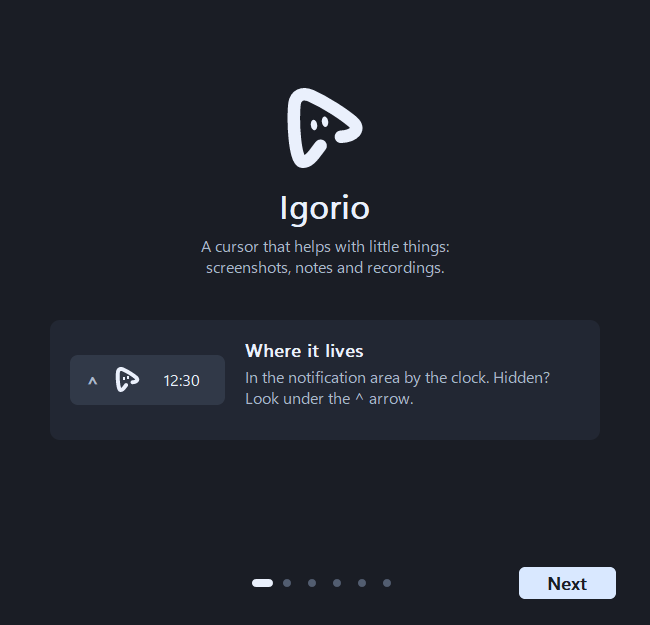 Igorio
A cursor that helps with little things:
screenshots, notes and recordings.
^ 12:30
Where it lives
In the notification area by the clock. Hidden?
Look under the ^ arrow.
Next